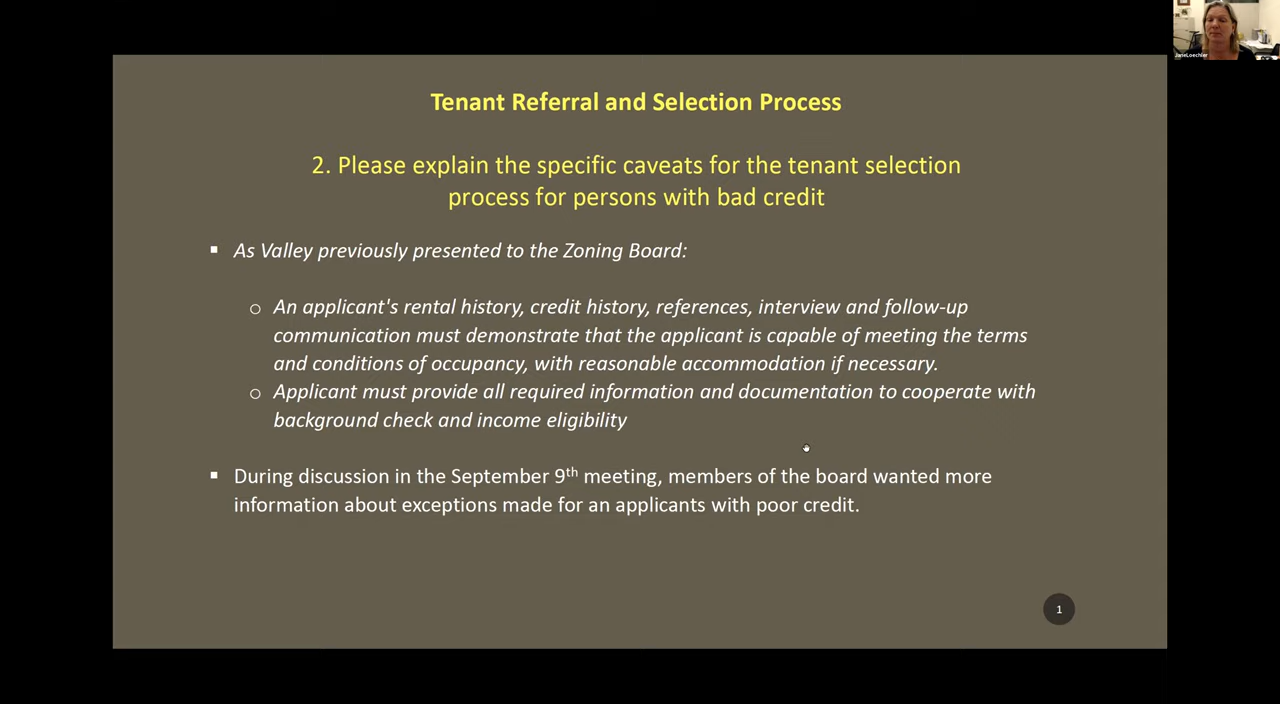 JaneLoechler
Tenant Referral and Selection Process
2. Please explain the specific caveats for the tenant selection
process for persons with bad credit
▪ As Valley previously presented to the Zoning Board:
o An applicant's rental history, credit history, references, interview and follow-up
communication must demonstrate that the applicant is capable of meeting the terms
and conditions of occupancy, with reasonable accommodation if necessary.
o Applicant must provide all required information and documentation to cooperate with
background check and income eligibility
▪ During discussion in the September 9th meeting, members of the board wanted more
information about exceptions made for an applicants with poor credit.
1